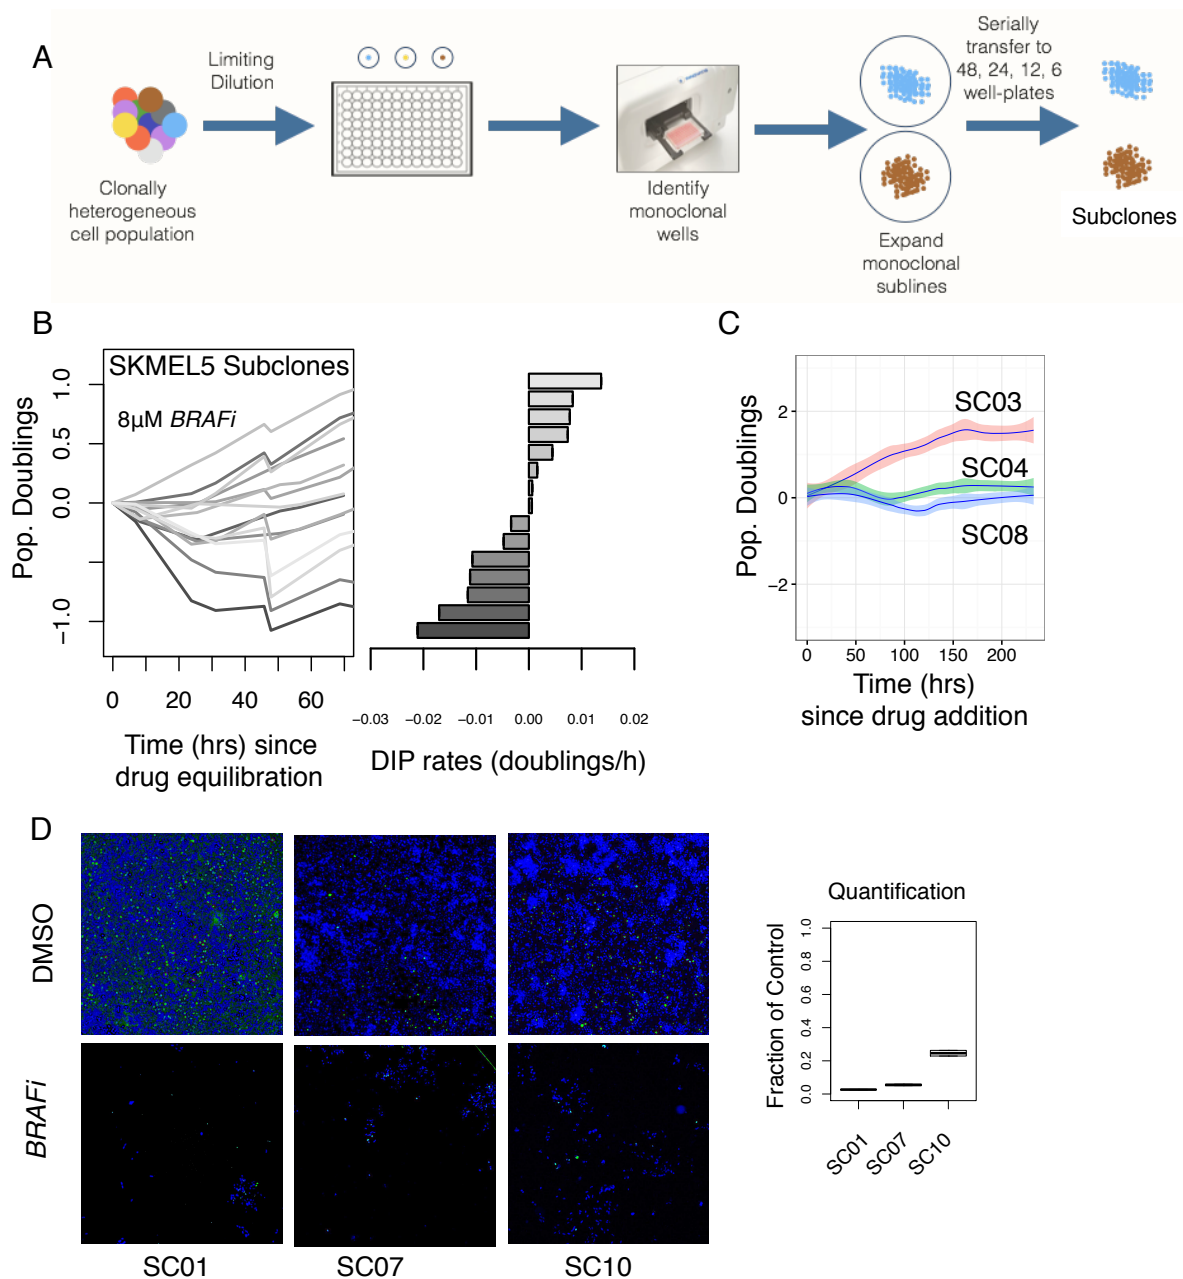 A
Limiting
Dilution
Clonally
heterogeneous
cell population
Identify
monoclonal
wells
Expand
monoclonal
sublines
Serially
transfer to
48, 24, 12, 6
well-plates
Subclones
B
SKMEL5 Subclones
8μM BRAFi
Pop. Doublings
1.0
0.5
0.0
−1.0
0 20 40 60
Time (hrs) since
drug equilibration
−0.03 −0.02 −0.01 0.00 0.01 0.02
DIP rates (doublings/h)
C
Pop. Doublings
2
0
−2
SC03
SC04
SC08
0 50 100 150 200
Time (hrs)
since drug addition
D
DMSO
BRAFi
SC01 SC07 SC10
Quantification
Fraction of Control
1.0
0.8
0.6
0.4
0.2
0.0
SC01
SC07
SC10